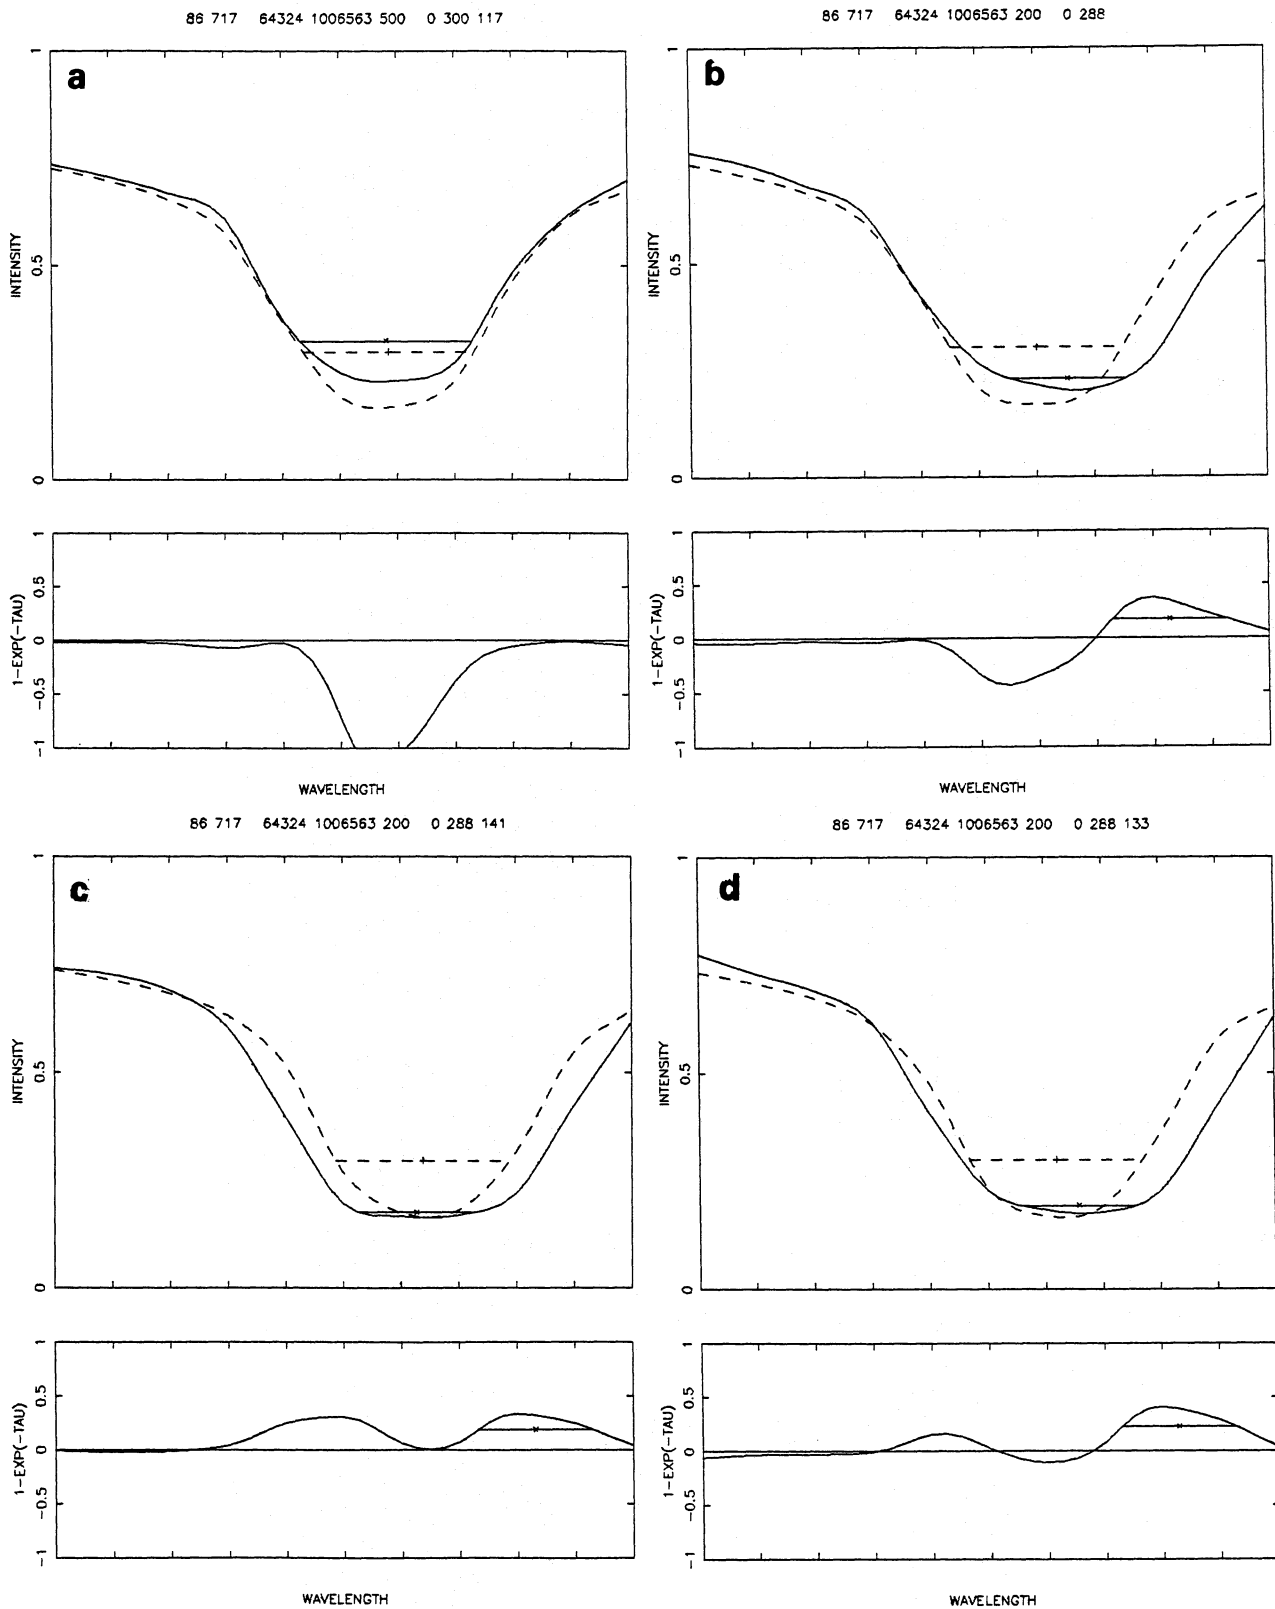 86 717 64324 1006563 500 0 300 117
a
1
0.5
0
INTENSITY
1
0.5
0
-0.5
-1
1-EXP(-TAU)
WAVELENGTH
86 717 64324 1006563 200 0 288
b
1
0.5
0
INTENSITY
1
0.5
0
-0.5
-1
1-EXP(-TAU)
WAVELENGTH
86 717 64324 1006563 200 0 288 141
c
1
0.5
0
INTENSITY
1
0.5
0
-0.5
-1
1-EXP(-TAU)
WAVELENGTH
86 717 64324 1006563 200 0 288 133
d
1
0.5
0
INTENSITY
1
0.5
0
-0.5
-1
1-EXP(-TAU)
WAVELENGTH